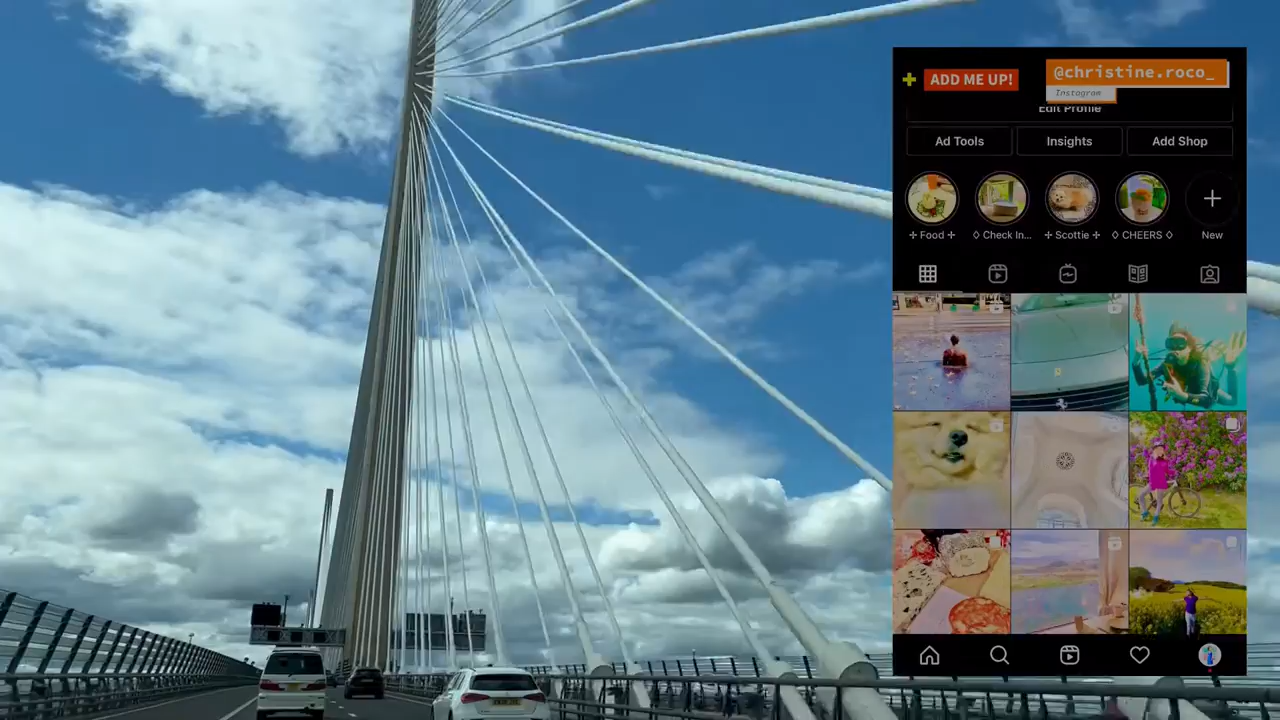 ADD ME UP!
@christine.roco_
Instagram
Edit Profile
Ad Tools
Insights
Add Shop
✢ Food ✢
◊ Check In...
✢ Scottie ✢
◊ CHEERS ◊
New